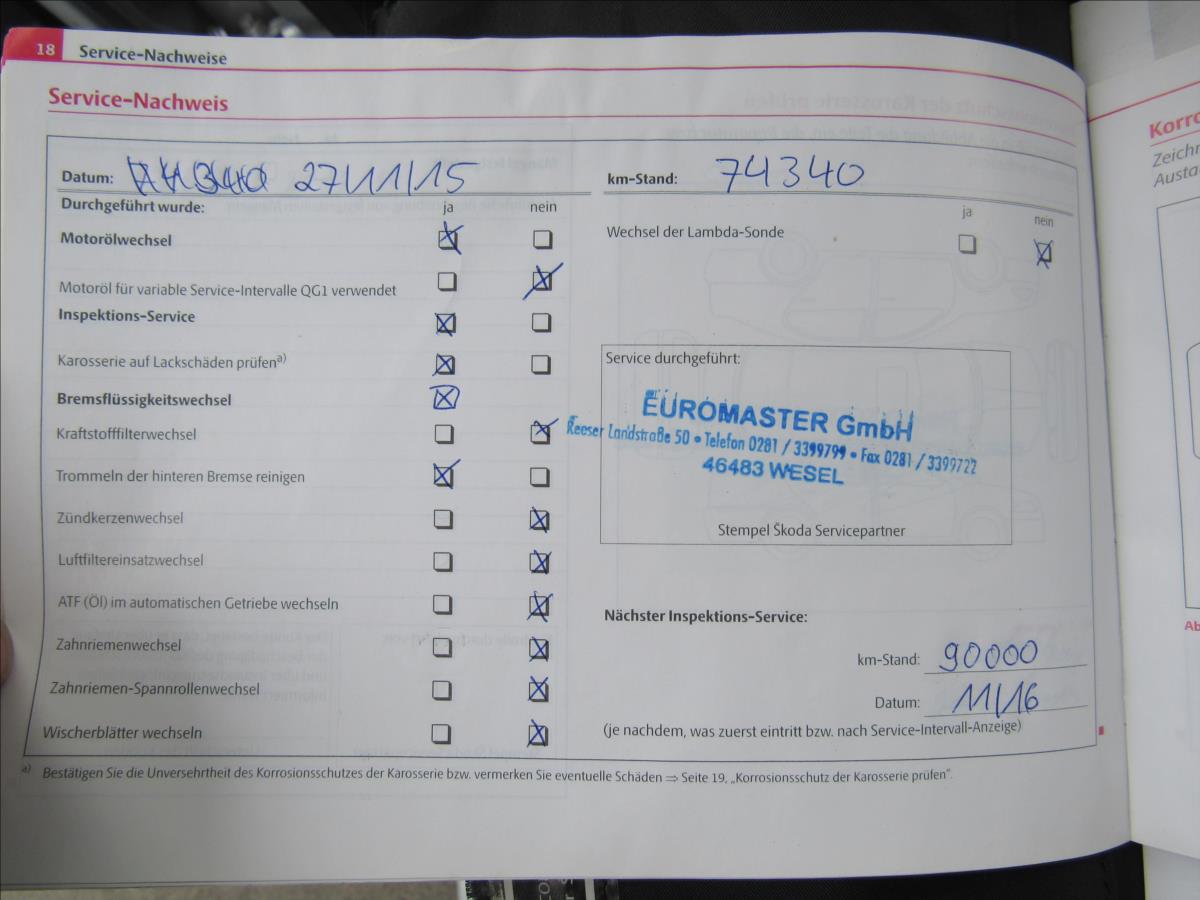 18 Service-Nachweise
Service-Nachweis
Datum: 27/11/15
km-Stand: 74340
Durchgeführt wurde: ja nein
Motorölwechsel
Motoröl für variable Service-Intervalle QG1 verwendet
Inspektions-Service
Karosserie auf Lackschäden prüfen a)
Bremsflüssigkeitswechsel
Kraftstofffilterwechsel
Trommeln der hinteren Bremse reinigen
Zündkerzenwechsel
Luftfiltereinsatzwechsel
ATF (Öl) im automatischen Getriebe wechseln
Zahnriemenwechsel
Zahnriemen-Spannrollenwechsel
Wischerblätter wechseln
ja nein
Wechsel der Lambda-Sonde
Service durchgeführt:
EUROMASTER GmbH
Reeser Landstraße 50 • Telefon 0281 / 3399799 • Fax 0281 / 3399722
46483 WESEL
Stempel Škoda Servicepartner
Nächster Inspektions-Service:
km-Stand: 90000
Datum: 11/16
(je nachdem, was zuerst eintritt bzw. nach Service-Intervall-Anzeige)
a) Bestätigen Sie die Unversehrtheit des Korrosionsschutzes der Karosserie bzw. vermerken Sie eventuelle Schäden ⇒ Seite 19, „Korrosionsschutz der Karosserie prüfen“.